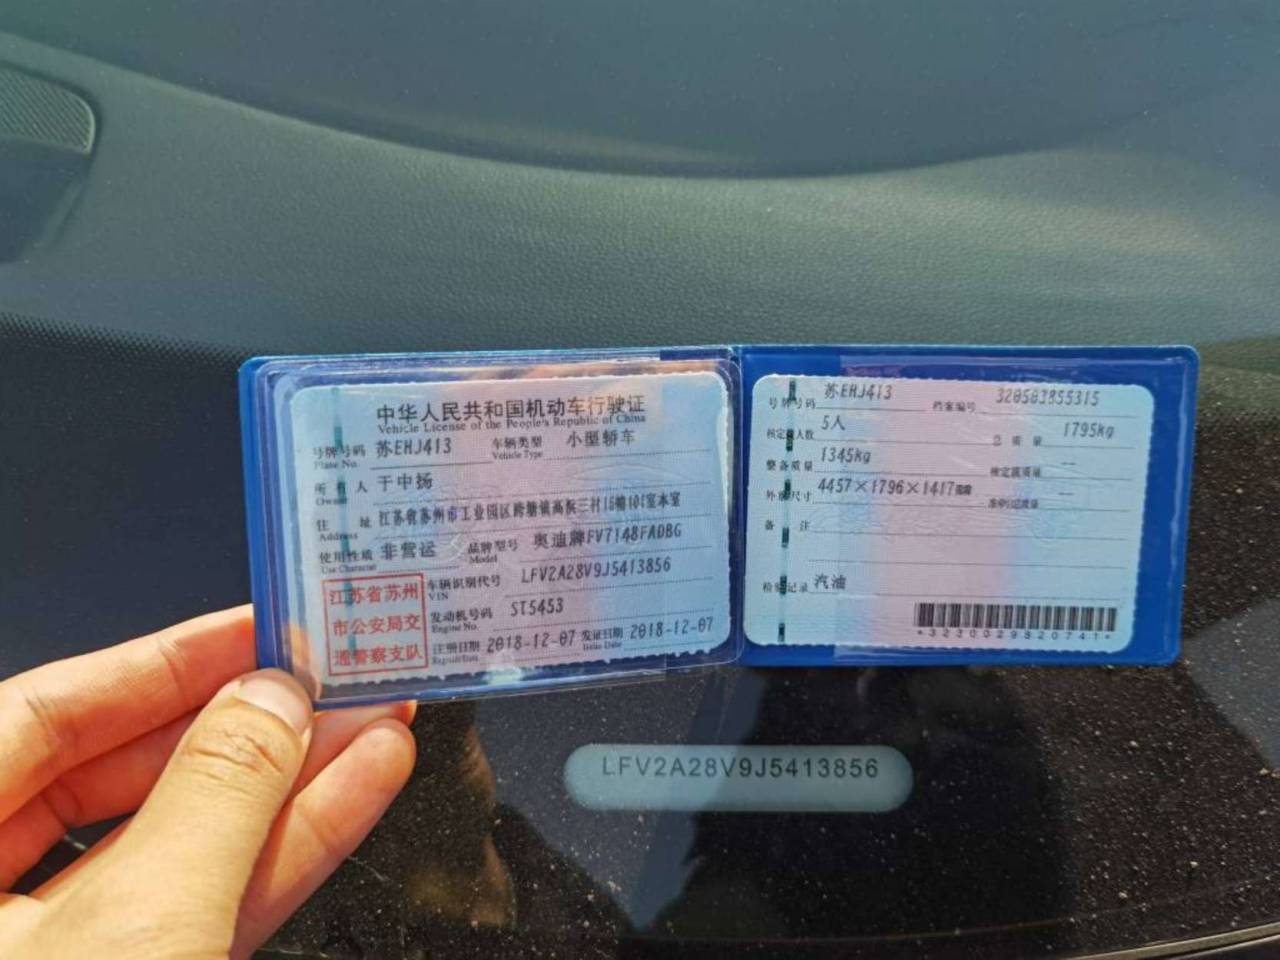 中华人民共和国机动车行驶证
Vehicle License of the People's Republic of China
号牌号码 苏EHJ413 车辆类型 小型轿车
Plate No. Vehicle Type
所有人 于中扬
Owner
住址 江苏省苏州市工业园区跨塘镇高浜三村16幢101室本室
Address
使用性质 非营运 品牌型号 奥迪牌FV7148FADBG
Use Character Model
车辆识别代号 LFV2A28V9J5413856
VIN
发动机号码 ST5453
Engine No.
注册日期 2018-12-07 发证日期 2018-12-07
Register Date Issue Date
江苏省苏州
市公安局交
通警察支队
号牌号码 苏EHJ413 档案编号 320503855315
核定载人数 5人 总质量 1795kg
整备质量 1345kg 核定载质量 —
外廓尺寸 4457×1796×1417mm 准牵引总质量 —
备注
检验记录 汽油
*3230029820741*
LFV2A28V9J5413856